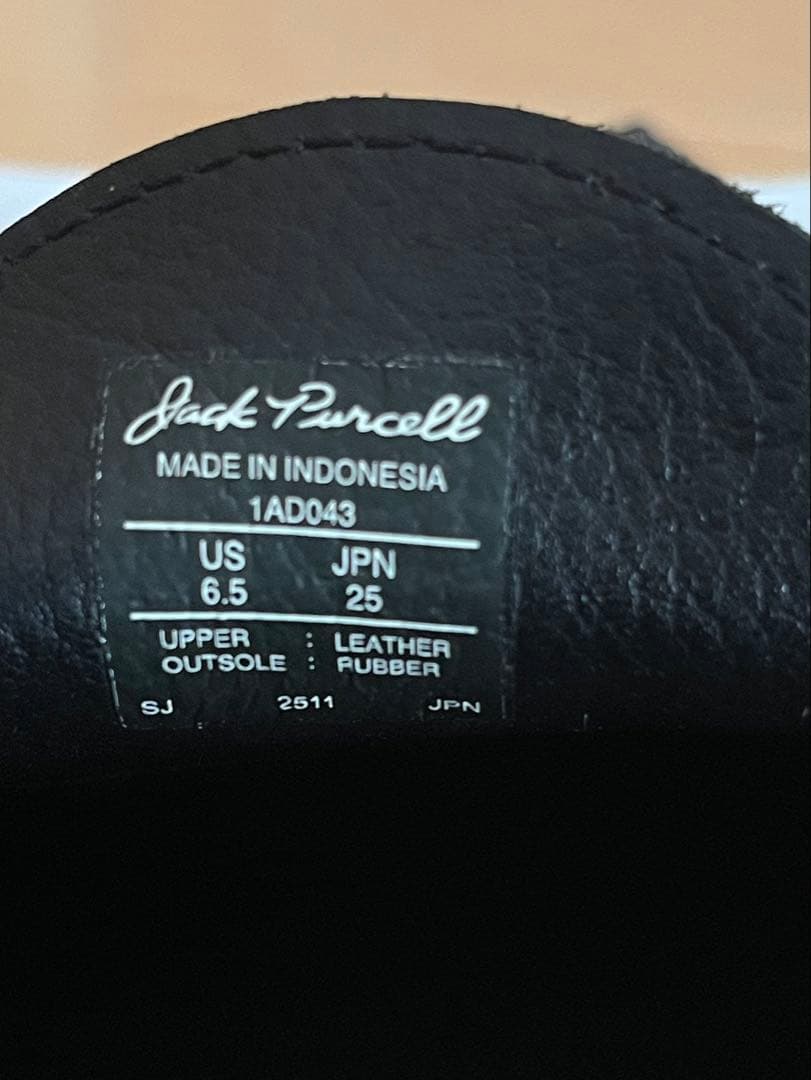 Jack Purcell
MADE IN INDONESIA
1AD043
US JPN
6.5 25
UPPER : LEATHER
OUTSOLE : RUBBER
SJ 2511 JPN